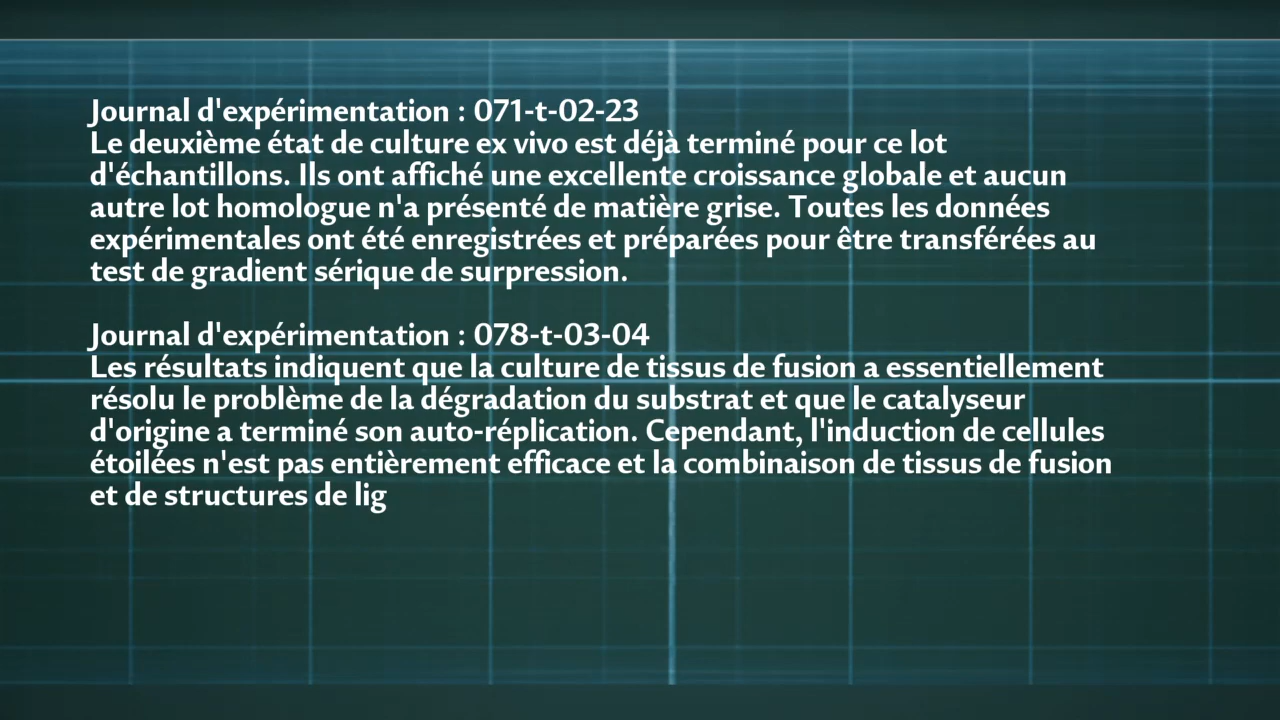 Journal d'expérimentation : 071-t-02-23
Le deuxième état de culture ex vivo est déjà terminé pour ce lot
d'échantillons. Ils ont affiché une excellente croissance globale et aucun
autre lot homologue n'a présenté de matière grise. Toutes les données
expérimentales ont été enregistrées et préparées pour être transférées au
test de gradient sérique de surpression.

Journal d'expérimentation : 078-t-03-04
Les résultats indiquent que la culture de tissus de fusion a essentiellement
résolu le problème de la dégradation du substrat et que le catalyseur
d'origine a terminé son auto-réplication. Cependant, l'induction de cellules
étoilées n'est pas entièrement efficace et la combinaison de tissus de fusion
et de structures de lig